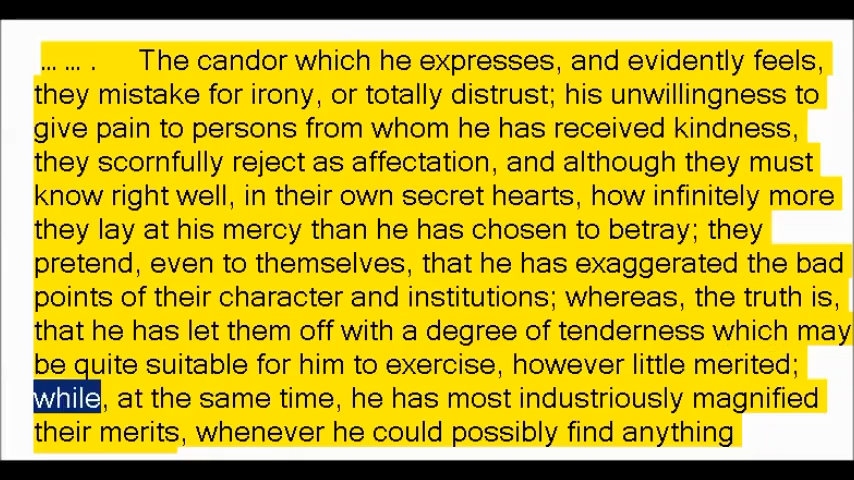 ... ... .   The candor which he expresses, and evidently feels,
they mistake for irony, or totally distrust; his unwillingness to
give pain to persons from whom he has received kindness,
they scornfully reject as affectation, and although they must
know right well, in their own secret hearts, how infinitely more
they lay at his mercy than he has chosen to betray; they
pretend, even to themselves, that he has exaggerated the bad
points of their character and institutions; whereas, the truth is,
that he has let them off with a degree of tenderness which may
be quite suitable for him to exercise, however little merited;
while, at the same time, he has most industriously magnified
their merits, whenever he could possibly find anything